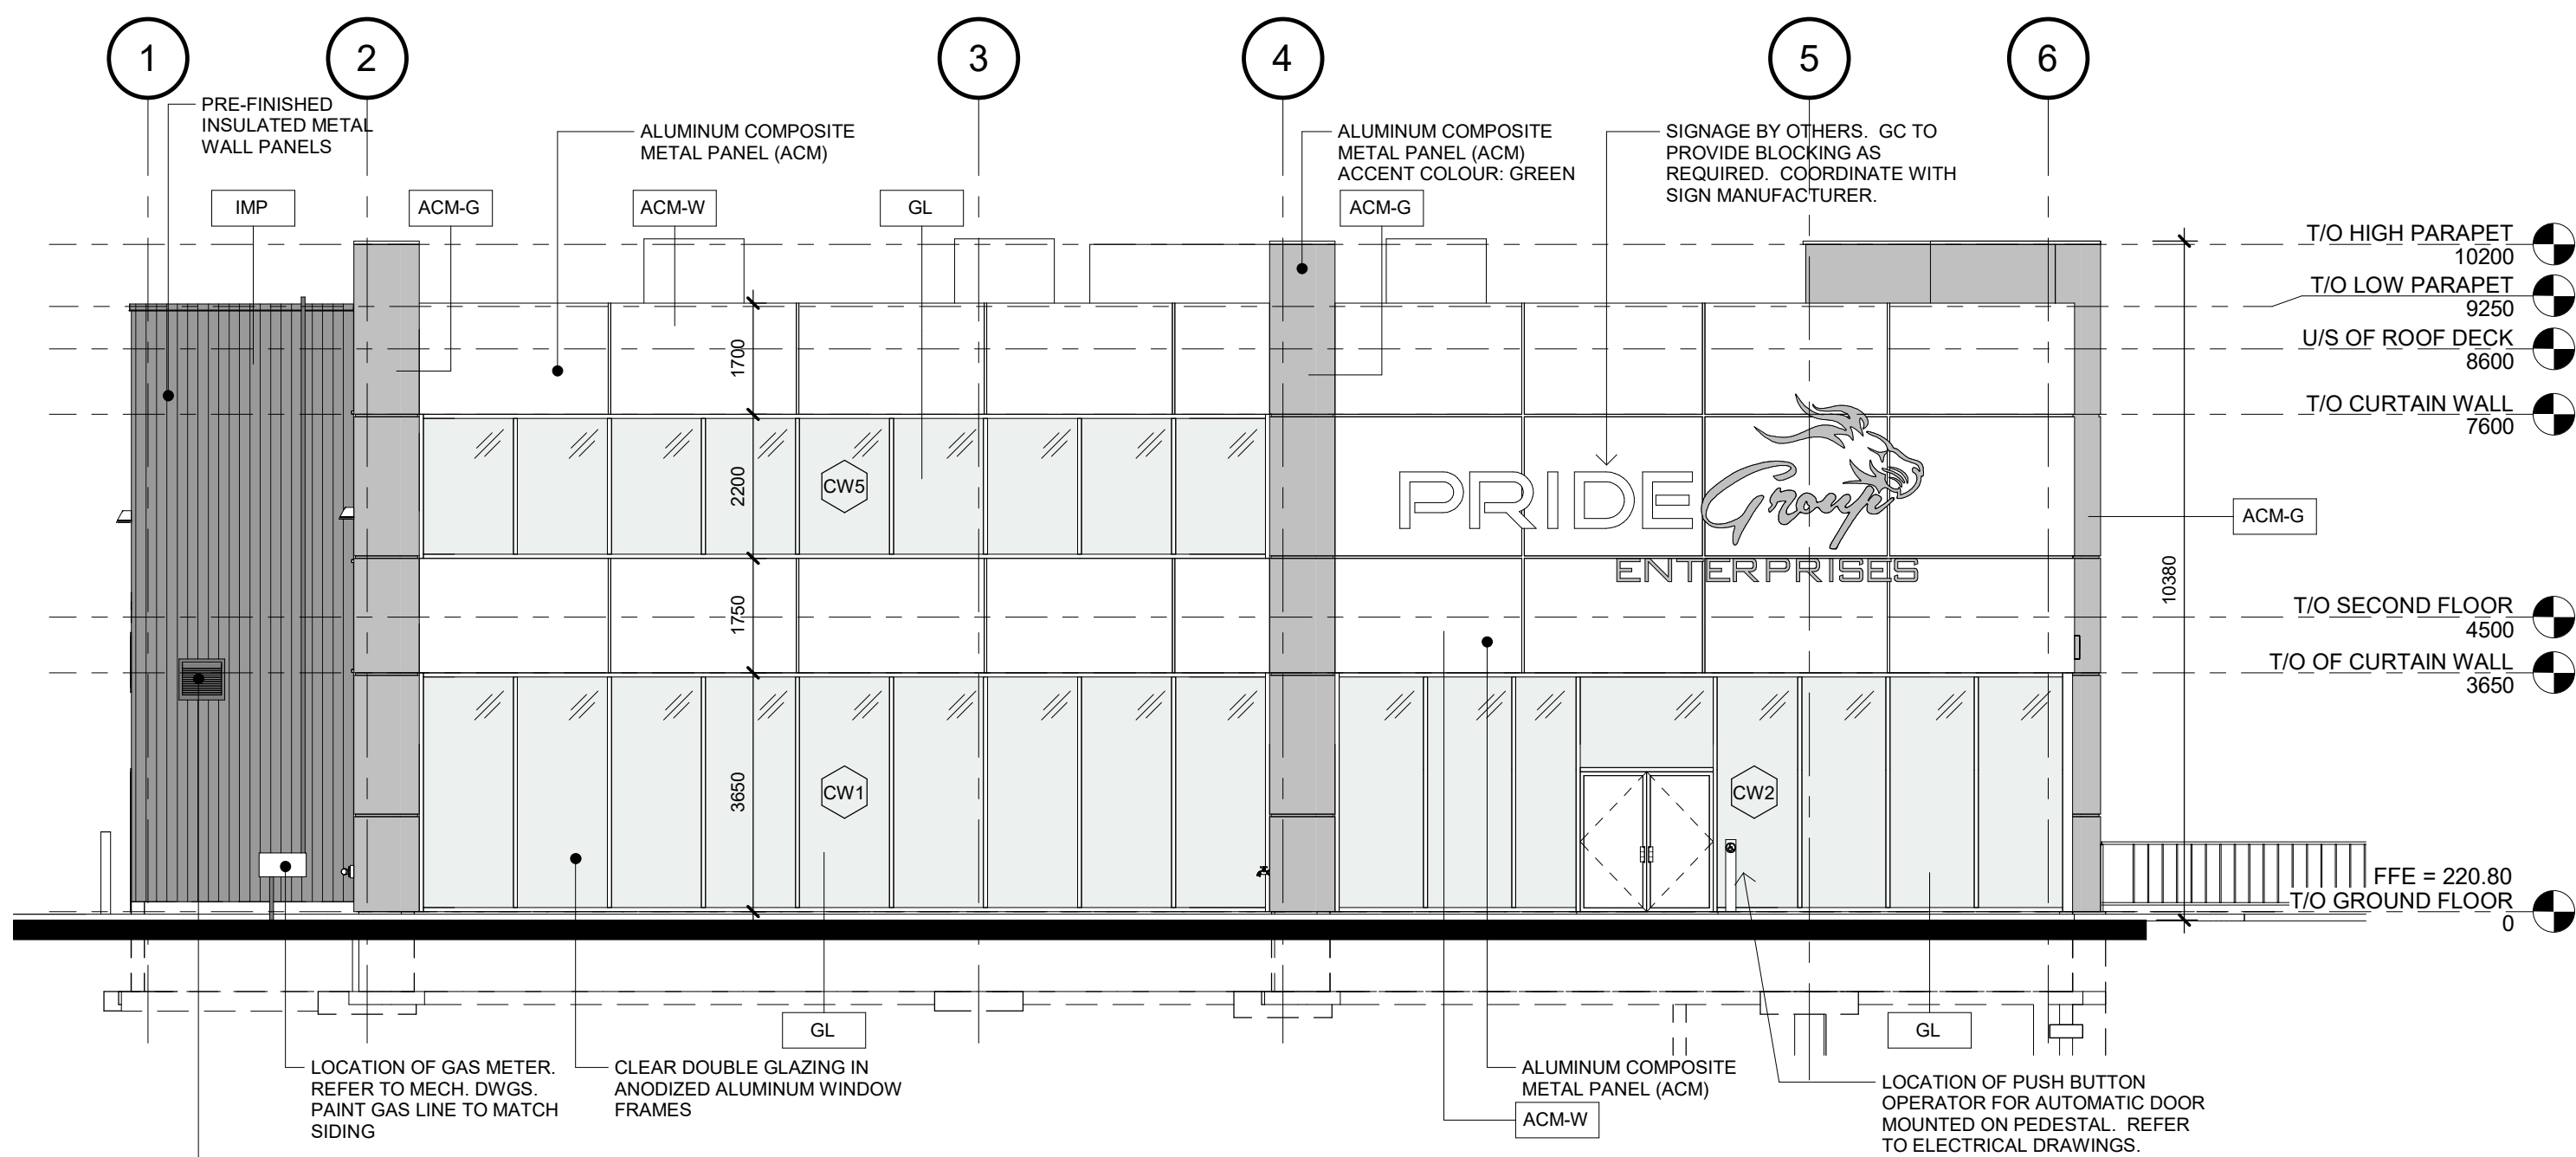 1
2
3
4
5
6
PRE-FINISHED
INSULATED METAL
WALL PANELS
ALUMINUM COMPOSITE
METAL PANEL (ACM)
ALUMINUM COMPOSITE
METAL PANEL (ACM)
ACCENT COLOUR: GREEN
SIGNAGE BY OTHERS.  GC TO
PROVIDE BLOCKING AS
REQUIRED.  COORDINATE WITH
SIGN MANUFACTURER.
IMP
ACM-G
ACM-W
GL
ACM-G
T/O HIGH PARAPET
10200
T/O LOW PARAPET
9250
U/S OF ROOF DECK
8600
T/O CURTAIN WALL
7600
1700
2200
CW5
PRIDE Group
ENTERPRISES
ACM-G
10380
1750
T/O SECOND FLOOR
4500
T/O OF CURTAIN WALL
3650
3650
CW1
CW2
FFE = 220.80
T/O GROUND FLOOR
0
GL
GL
LOCATION OF GAS METER.
REFER TO MECH. DWGS.
PAINT GAS LINE TO MATCH
SIDING
CLEAR DOUBLE GLAZING IN
ANODIZED ALUMINUM WINDOW
FRAMES
ALUMINUM COMPOSITE
METAL PANEL (ACM)
ACM-W
LOCATION OF PUSH BUTTON
OPERATOR FOR AUTOMATIC DOOR
MOUNTED ON PEDESTAL.  REFER
TO ELECTRICAL DRAWINGS.